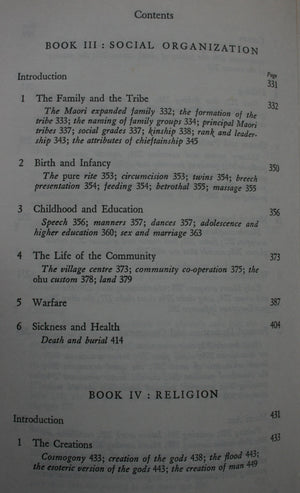 Contents
BOOK III : SOCIAL ORGANIZATION
Page
Introduction 331
1 The Family and the Tribe 332
The Maori expanded family 332; the formation of the
tribe 333; the naming of family groups 334; principal Maori
tribes 337; social grades 337; kinship 338; rank and leader-
ship 343; the attributes of chieftainship 345
2 Birth and Infancy 350
The pure rite 353; circumcision 353; twins 354; breech
presentation 354; feeding 354; betrothal 355; massage 355
3 Childhood and Education 356
Speech 356; manners 357; dances 357; adolescence and
higher education 360; sex and marriage 363
4 The Life of the Community 373
The village centre 373; community co-operation 375; the
ohu custom 378; land 379
5 Warfare 387
6 Sickness and Health 404
Death and burial 414
BOOK IV : RELIGION
Introduction 431
1 The Creations 433
Cosmogony 433; creation of the gods 438; the flood 443;
the esoteric version of the gods 443; the creation of man 449